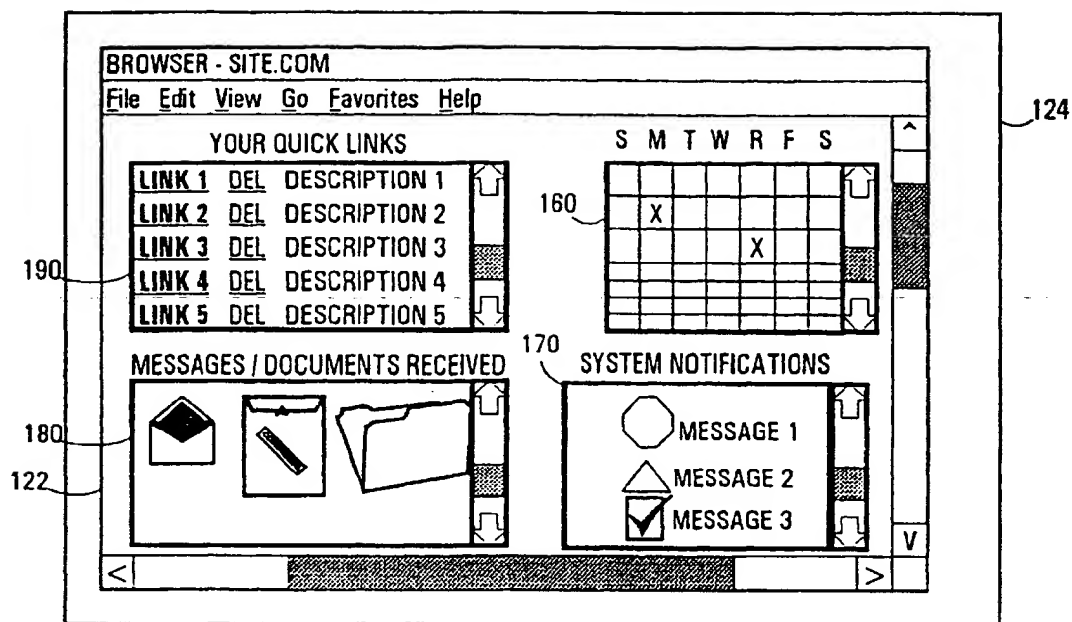 BROWSER - SITE.COM
File Edit View Go Favorites Help
124
YOUR QUICK LINKS
S M T W R F S
LINK 1 DEL DESCRIPTION 1
LINK 2 DEL DESCRIPTION 2
LINK 3 DEL DESCRIPTION 3
LINK 4 DEL DESCRIPTION 4
LINK 5 DEL DESCRIPTION 5
190
160
X
X
MESSAGES / DOCUMENTS RECEIVED
170
SYSTEM NOTIFICATIONS
180
122
MESSAGE 1
MESSAGE 2
MESSAGE 3
^
V
< >